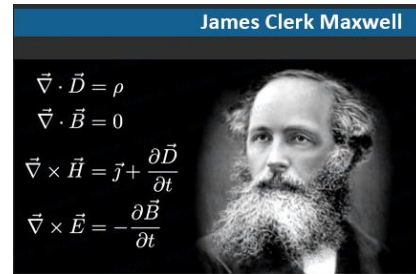 James Clerk Maxwell
∇⃗ · D⃗ = ρ
∇⃗ · B⃗ = 0
∇⃗ × H⃗ = ȷ⃗ + ∂D⃗/∂t
∇⃗ × E⃗ = −∂B⃗/∂t